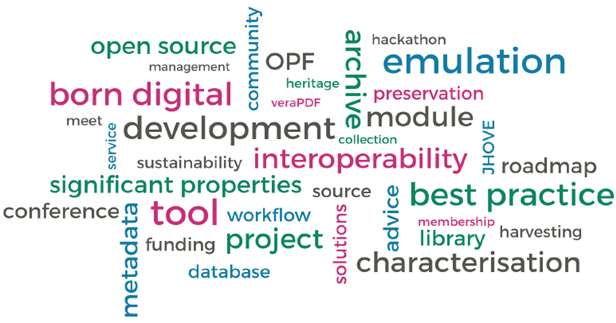 community
hackathon
open source
OPF
archive
emulation
management
heritage
born digital
veraPDF
preservation
meet
development
module
service
collection
JHOVE
sustainability
interoperability
roadmap
significant properties
source
best practice
conference
metadata
tool
workflow
solutions
advice
membership
funding
project
library
harvesting
database
characterisation